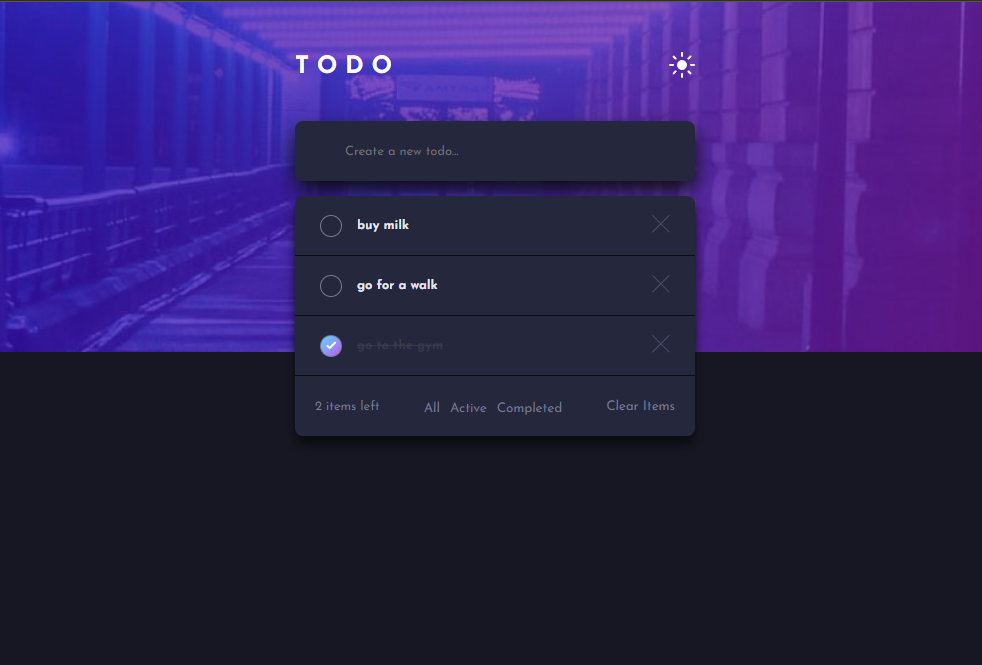 TODO
Create a new todo...
buy milk
go for a walk
go to the gym
2 items left All Active Completed Clear Items